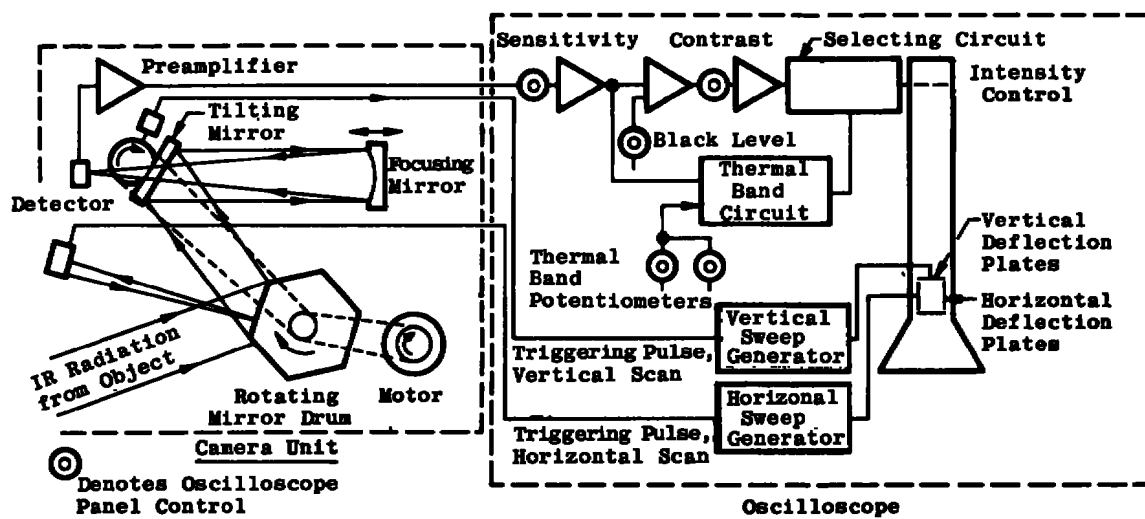 Sensitivity
Contrast
Selecting Circuit
Preamplifier
Intensity
Control
Tilting
Mirror
Black Level
Focusing
Mirror
Thermal
Band
Circuit
Detector
Vertical
Deflection
Plates
Thermal
Band
Potentiometers
Horizontal
Deflection
Plates
IR Radiation
from Object
Vertical
Sweep
Generator
Triggering Pulse,
Vertical Scan
Rotating
Mirror Drum
Motor
Horizonal
Sweep
Generator
Triggering Pulse,
Horizontal Scan
Camera Unit
Denotes Oscilloscope
Panel Control
Oscilloscope